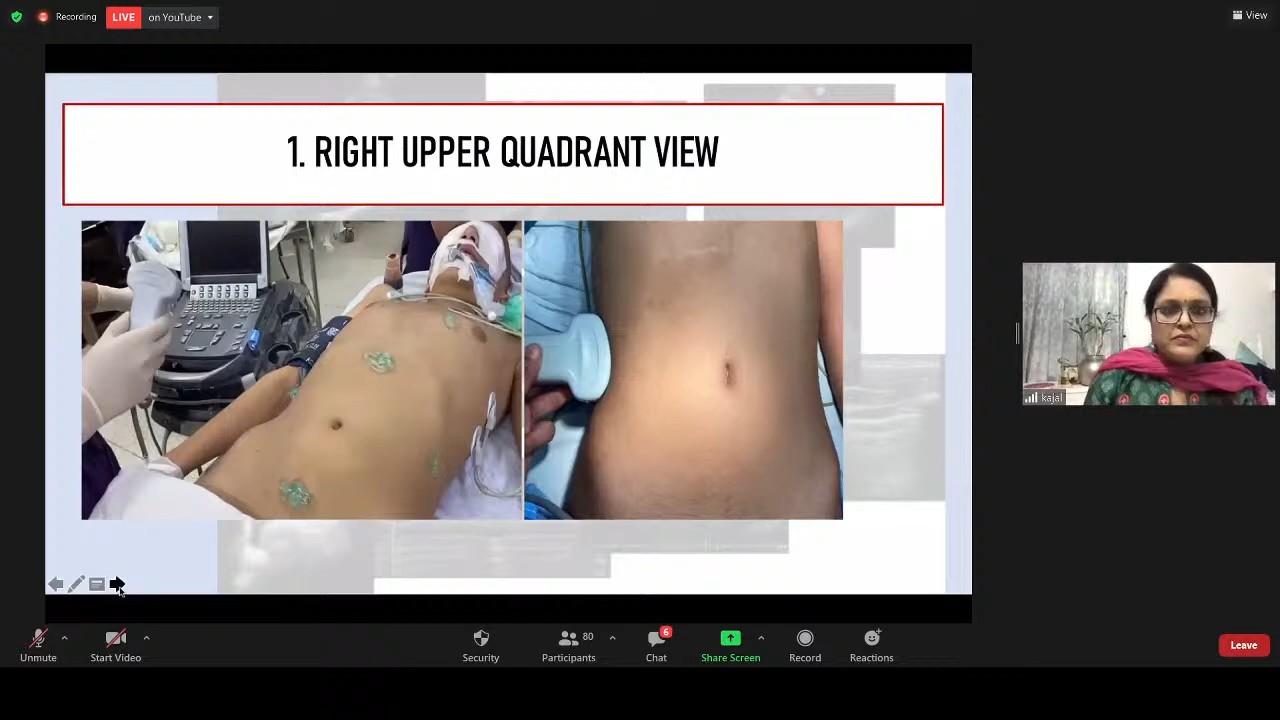 Recording
LIVE
on YouTube
View
1. RIGHT UPPER QUADRANT VIEW
kajal
Unmute
Start Video
Security
80
Participants
6
Chat
Share Screen
Record
Reactions
Leave